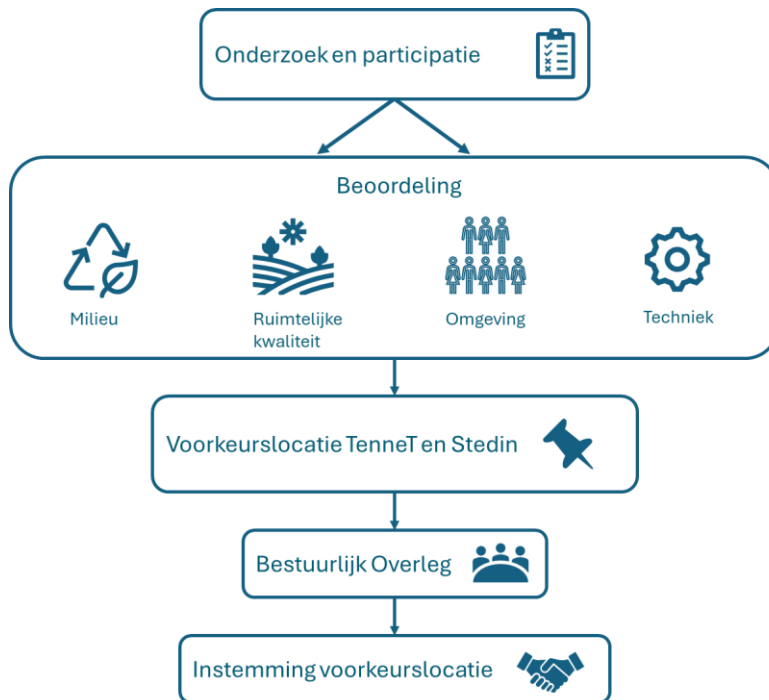 Onderzoek en participatie
Beoordeling
Milieu
Ruimtelijke
kwaliteit
Omgeving
Techniek
Voorkeurslocatie TenneT en Stedin
Bestuurlijk Overleg
Instemming voorkeurslocatie